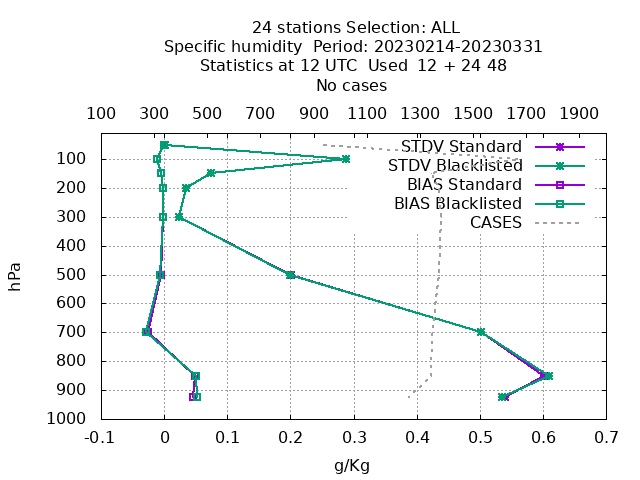 24 stations Selection: ALL
Specific humidity  Period: 20230214-20230331
Statistics at 12 UTC  Used  12 + 24 48
No cases
100 300 500 700 900 1100 1300 1500 1700 1900
STDV Standard
STDV Blacklisted
BIAS Standard
BIAS Blacklisted
CASES
hPa
100
200
300
400
500
600
700
800
900
1000
-0.1 0 0.1 0.2 0.3 0.4 0.5 0.6 0.7
g/Kg